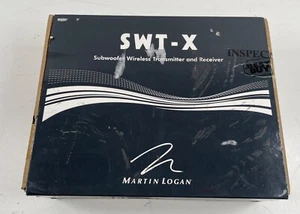 SWT-X
Subwoofer Wireless Transmitter and Receiver
INSPEC
MARTIN LOGAN